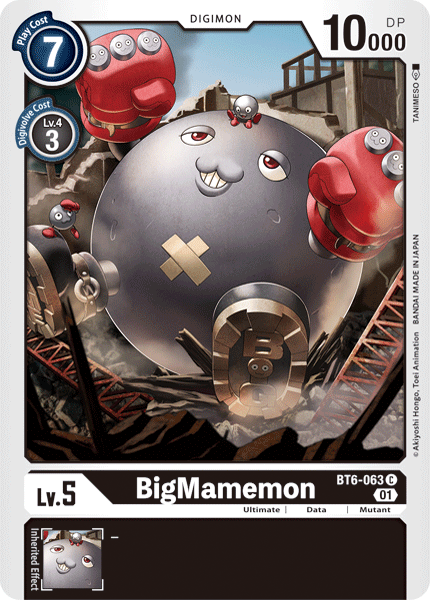 Play Cost
7
DIGIMON
10000
DP
Digivolve Cost
Lv.4
3
TANIMESO
©Akiyoshi Hongo, Toei Animation BANDAI MADE IN JAPAN
BIG
Lv.5
BigMamemon
BT6-063 C
01
Ultimate | Data | Mutant
Inherited Effect
-